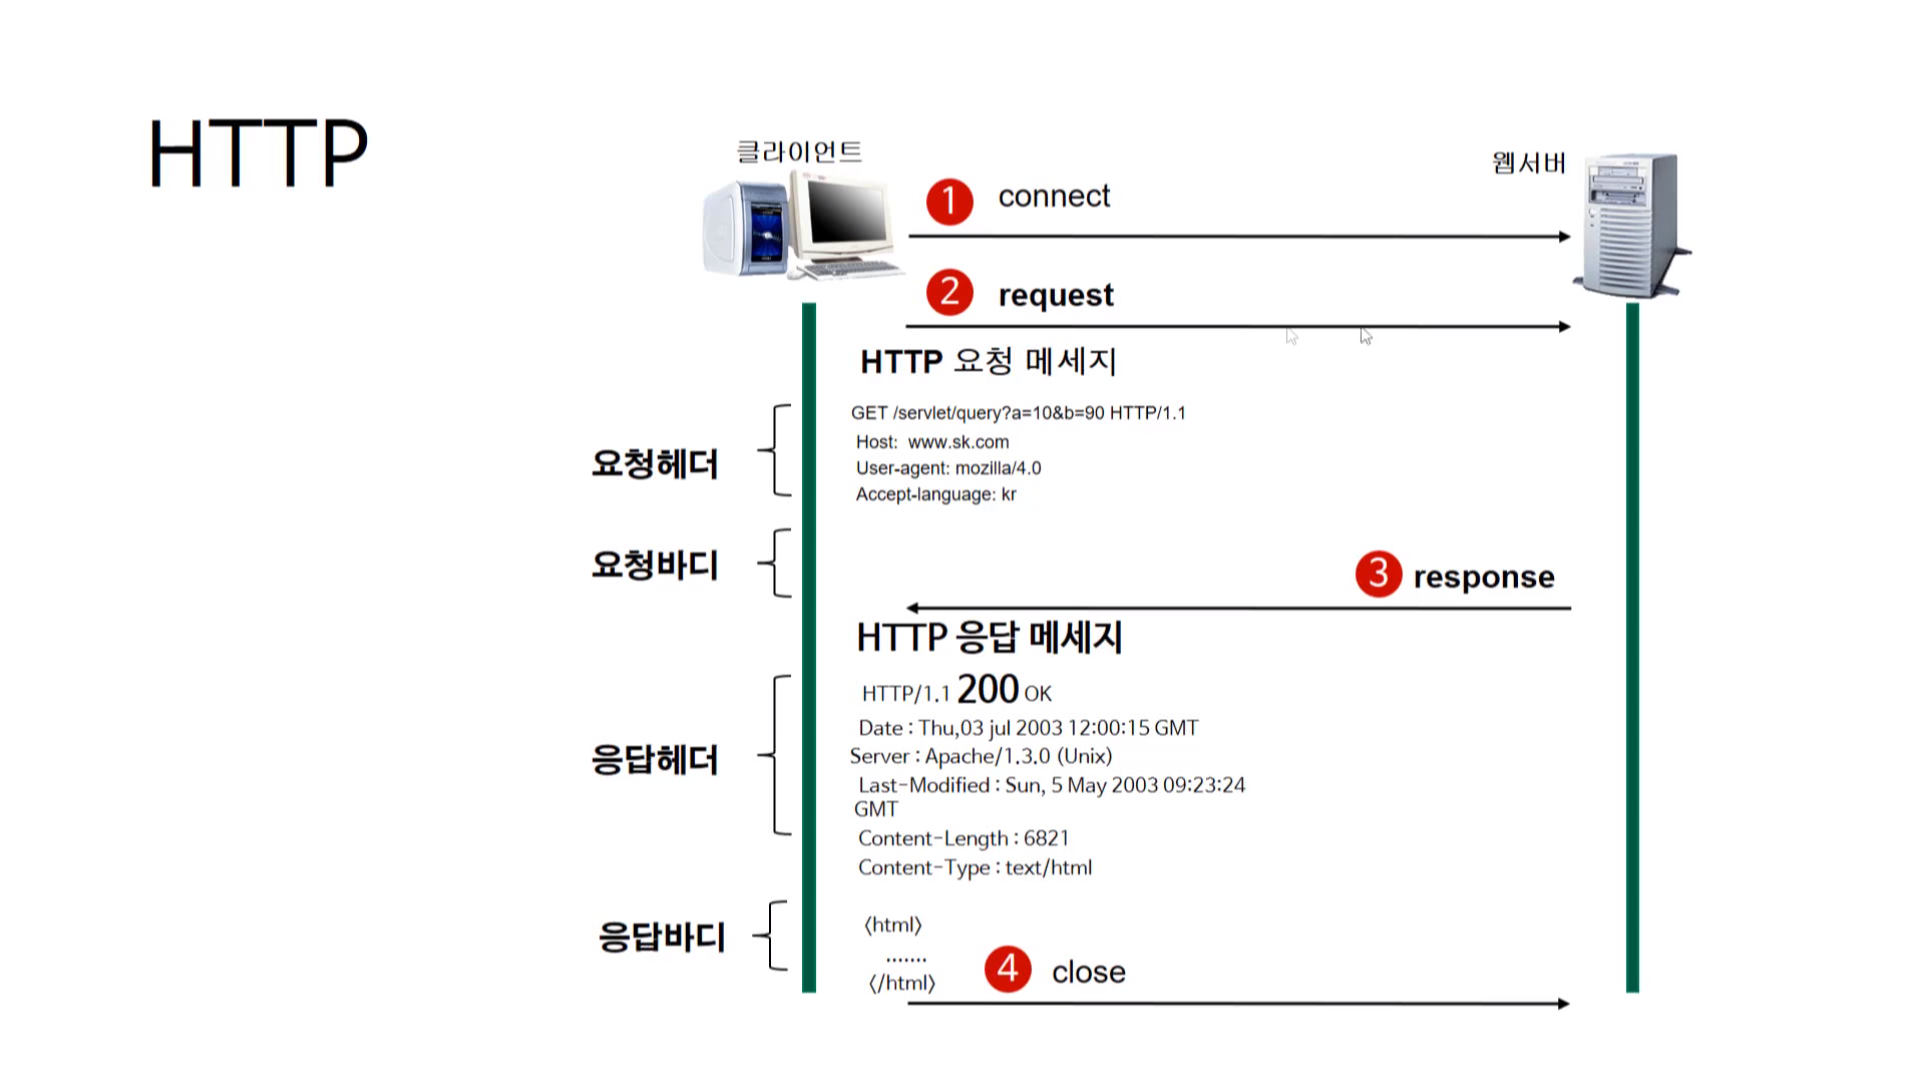 HTTP
클라이언트
웹서버
1 connect
2 request
HTTP 요청 메세지
GET /servlet/query?a=10&b=90 HTTP/1.1
Host: www.sk.com
User-agent: mozilla/4.0
Accept-language: kr
요청헤더
요청바디
3 response
HTTP 응답 메세지
HTTP/1.1 200 OK
Date : Thu,03 jul 2003 12:00:15 GMT
Server : Apache/1.3.0 (Unix)
Last-Modified : Sun, 5 May 2003 09:23:24
GMT
Content-Length : 6821
Content-Type : text/html
응답헤더
응답바디
〈html〉
.......
〈/html〉
4 close